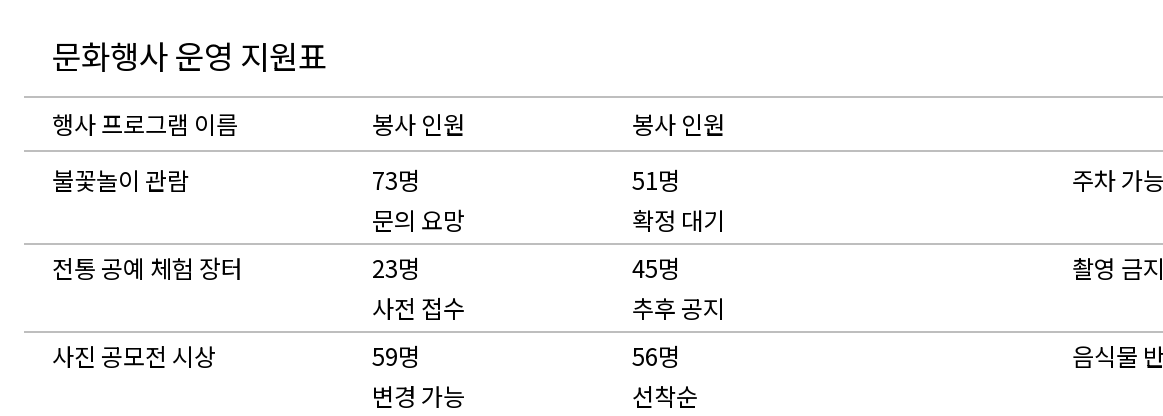 문화행사 운영 지원표
행사 프로그램 이름 봉사 인원 봉사 인원
불꽃놀이 관람 73명 51명 주차 가능
문의 요망 확정 대기
전통 공예 체험 장터 23명 45명 촬영 금지
사전 접수 추후 공지
사진 공모전 시상 59명 56명 음식물 반
변경 가능 선착순